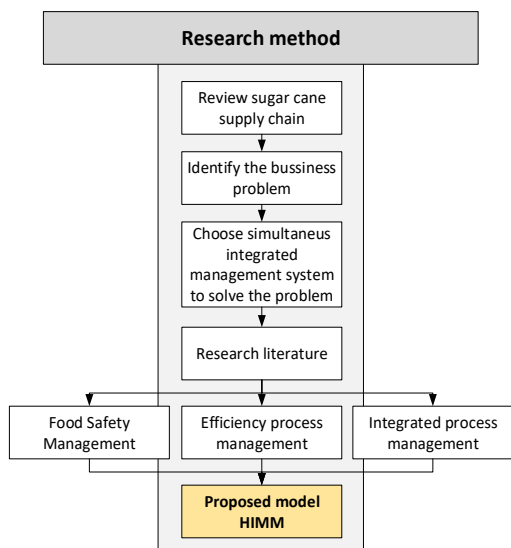 Research method
Review sugar cane
supply chain
Identify the bussiness
problem
Choose simultaneus
integrated
management system
to solve the problem
Research literature
Food Safety
Management
Efficiency process
management
Integrated process
management
Proposed model
HIMM